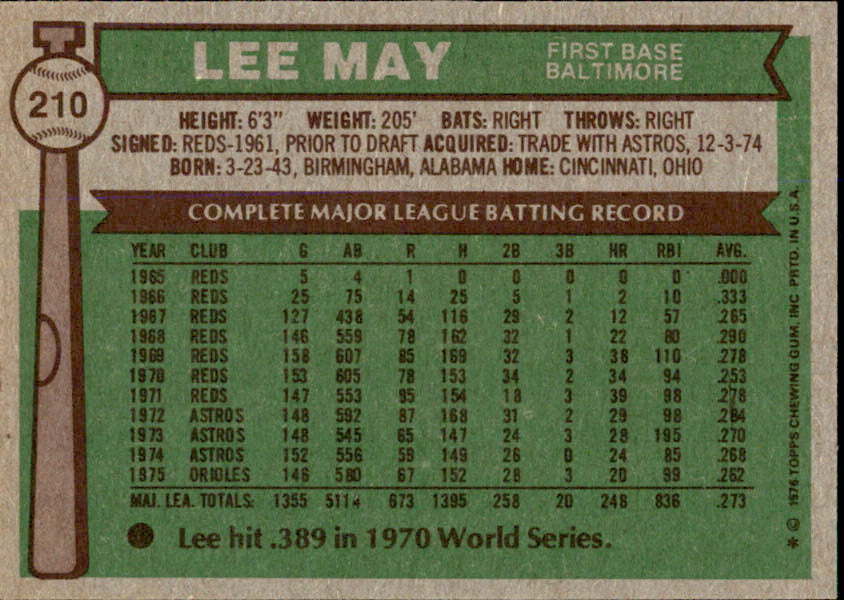 LEE MAY
FIRST BASE
BALTIMORE
210
HEIGHT: 6'3" WEIGHT: 205' BATS: RIGHT THROWS: RIGHT
SIGNED: REDS-1961, PRIOR TO DRAFT ACQUIRED: TRADE WITH ASTROS, 12-3-74
BORN: 3-23-43, BIRMINGHAM, ALABAMA HOME: CINCINNATI, OHIO
COMPLETE MAJOR LEAGUE BATTING RECORD
YEAR CLUB G AB R H 2B 3B HR RBI AVG.
1965 REDS 5 4 1 0 0 0 0 0 .000
1966 REDS 25 75 14 25 5 1 2 10 .333
1967 REDS 127 438 54 116 29 2 12 57 .265
1968 REDS 146 559 78 162 32 1 22 80 .290
1969 REDS 158 607 85 169 32 3 38 110 .278
1970 REDS 153 605 78 153 34 2 34 94 .253
1971 REDS 147 553 95 154 18 3 39 98 .278
1972 ASTROS 148 592 87 168 31 2 29 98 .284
1973 ASTROS 148 545 65 147 24 3 28 195 .270
1974 ASTROS 152 556 59 149 26 0 24 85 .268
1975 ORIOLES 146 580 67 152 28 3 20 99 .262
MAJ. LEA. TOTALS: 1355 5114 673 1395 258 20 248 836 .273
Lee hit .389 in 1970 World Series.
* © 1976 TOPPS CHEWING GUM, INC. PRTD. IN U.S.A.